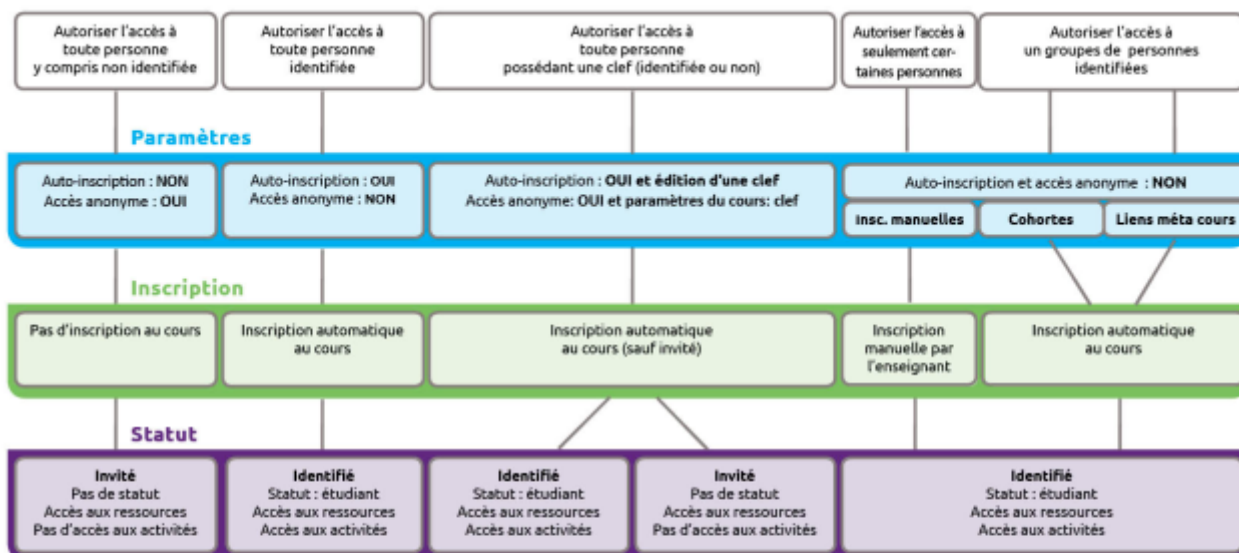 Autoriser l'accès à
toute personne
y compris non identifiée
Autoriser l'accès à
toute personne
identifiée
Autoriser l'accès à
toute personne
possédant une clef (identifiée ou non)
Autoriser l'accès à
seulement cer-
taines personnes
Autoriser l'accès à
un groupes de personnes
identifiées
Paramètres
Auto-inscription : NON
Accès anonyme : OUI
Auto-inscription : OUI
Accès anonyme : NON
Auto-inscription : OUI et édition d'une clef
Accès anonyme: OUI et paramètres du cours: clef
Auto-inscription et accès anonyme : NON
Insc. manuelles
Cohortes
Liens méta cours
Inscription
Pas d'inscription au cours
Inscription automatique
au cours
Inscription automatique
au cours (sauf invité)
Inscription
manuelle par
l'enseignant
Inscription automatique
au cours
Statut
Invité
Pas de statut
Accès aux ressources
Pas d'accès aux activités
Identifié
Statut : étudiant
Accès aux ressources
Accès aux activités
Identifié
Statut : étudiant
Accès aux ressources
Accès aux activités
Invité
Pas de statut
Accès aux ressources
Pas d'accès aux activités
Identifié
Statut : étudiant
Accès aux ressources
Accès aux activités